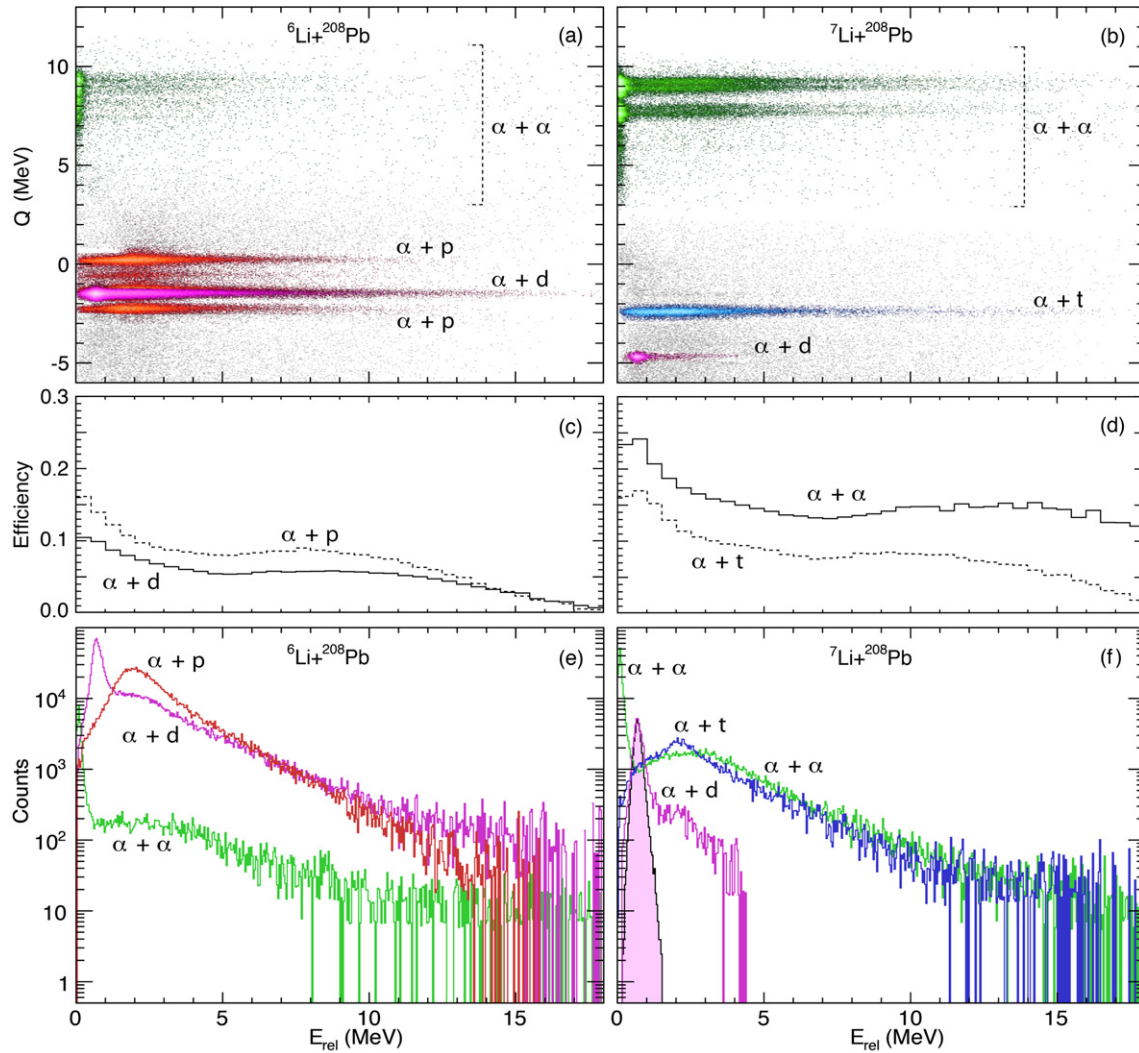 ⁶Li+²⁰⁸Pb
(a)
10
5
0
-5
Q (MeV)
α + α
α + p
α + d
α + p
⁷Li+²⁰⁸Pb
(b)
α + α
α + t
α + d
0.3
0.2
0.1
0.0
Efficiency
(c)
α + p
α + d
(d)
α + α
α + t
⁶Li+²⁰⁸Pb
(e)
10⁴
10³
10²
10
1
Counts
α + p
α + d
α + α
0
5
10
15
E_rel (MeV)
⁷Li+²⁰⁸Pb
(f)
α + α
α + t
α + α
α + d
0
5
10
15
E_rel (MeV)